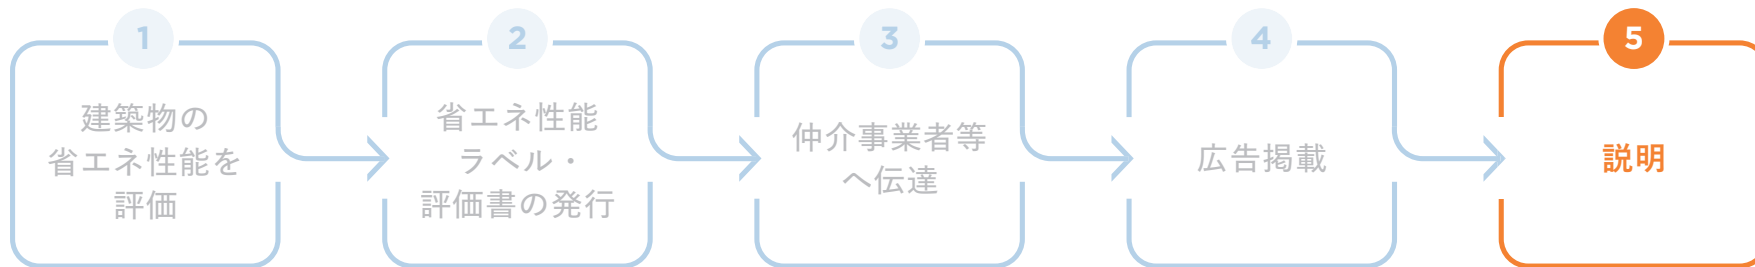 1
建築物の
省エネ性能を
評価
2
省エネ性能
ラベル・
評価書の発行
3
仲介事業者等
へ伝達
4
広告掲載
5
説明